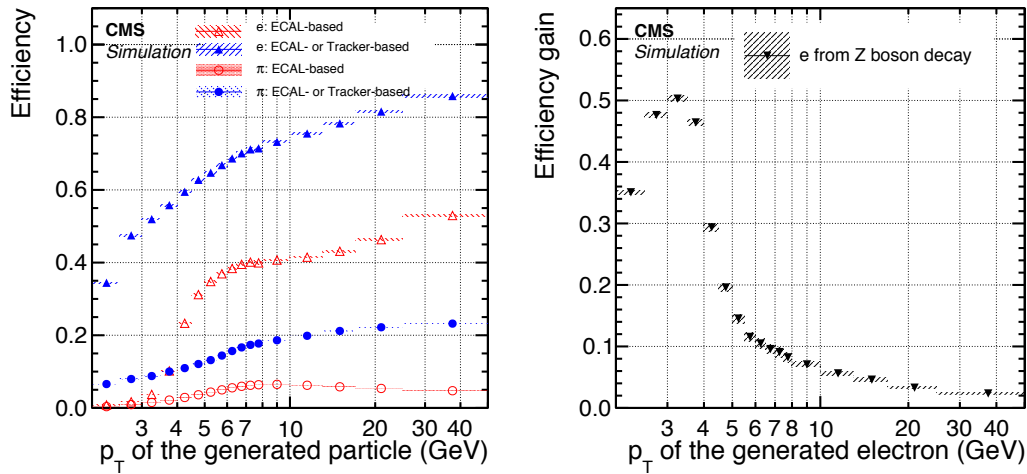 CMS
Simulation
e: ECAL-based
e: ECAL- or Tracker-based
π: ECAL-based
π: ECAL- or Tracker-based
Efficiency
1.0
0.8
0.6
0.4
0.2
0.0
3 4 5 6 7 10 20 30 40
pT of the generated particle (GeV)
CMS
Simulation
e from Z boson decay
Efficiency gain
0.6
0.5
0.4
0.3
0.2
0.1
0.0
3 4 5 6 7 8 10 20 30 40
pT of the generated electron (GeV)